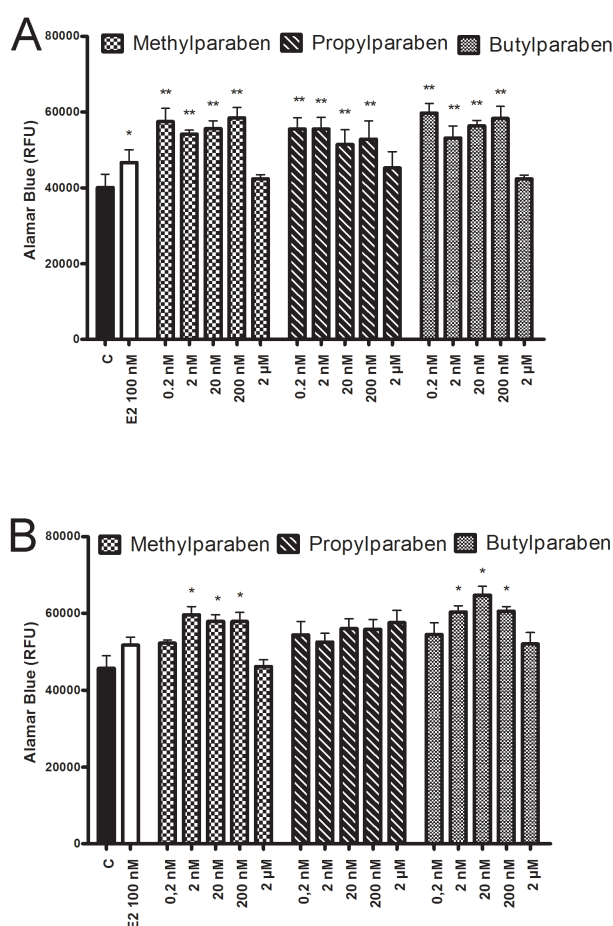 A
Methylparaben Propylparaben Butylparaben
Alamar Blue (RFU)
80000
60000
40000
20000
0
** ** ** **
** ** ** **
** ** ** **
*
C
E2 100 nM
0.2 nM
2 nM
20 nM
200 nM
2 µM
0.2 nM
2 nM
20 nM
200 nM
2 µM
0.2 nM
2 nM
20 nM
200 nM
2 µM
B
Methylparaben Propylparaben Butylparaben
Alamar Blue (RFU)
80000
60000
40000
20000
0
* * *
* * *
C
E2 100 nM
0,2 nM
2 nM
20 nM
200 nM
2 µM
0,2 nM
2 nM
20 nM
200 nM
2 µM
0,2 nM
2 nM
20 nM
200 nM
2 µM